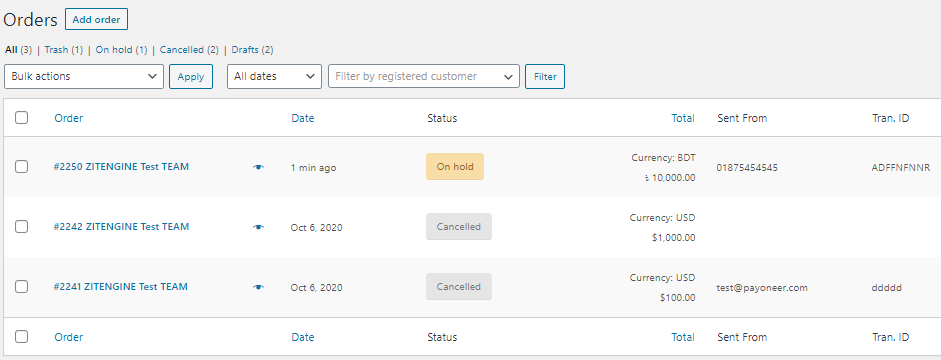 Orders Add order
All (3) | Trash (1) | On hold (1) | Cancelled (2) | Drafts (2)
Bulk actions Apply All dates Filter by registered customer Filter
Order Date Status Total Sent From Tran. ID
Currency: BDT
#2250 ZITENGINE Test TEAM 1 min ago On hold 01875454545 ADFFNFNNR
৳ 10,000.00
Currency: USD
#2242 ZITENGINE Test TEAM Oct 6, 2020 Cancelled
$1,000.00
Currency: USD
#2241 ZITENGINE Test TEAM Oct 6, 2020 Cancelled test@payoneer.com ddddd
$100.00
Order Date Status Total Sent From Tran. ID